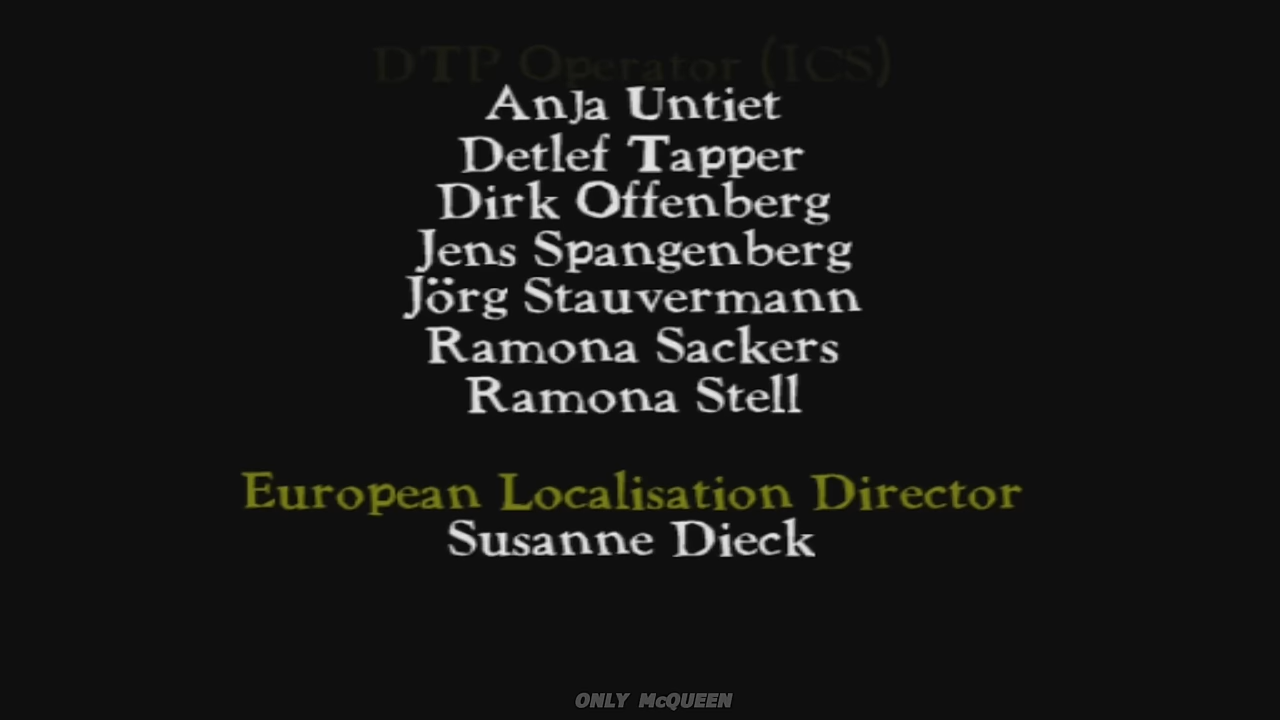 DTP Operator (ICS)
Anja Untiet
Detlef Tapper
Dirk Offenberg
Jens Spangenberg
Jörg Stauvermann
Ramona Sackers
Ramona Stell
European Localisation Director
Susanne Dieck
ONLY McQUEEN